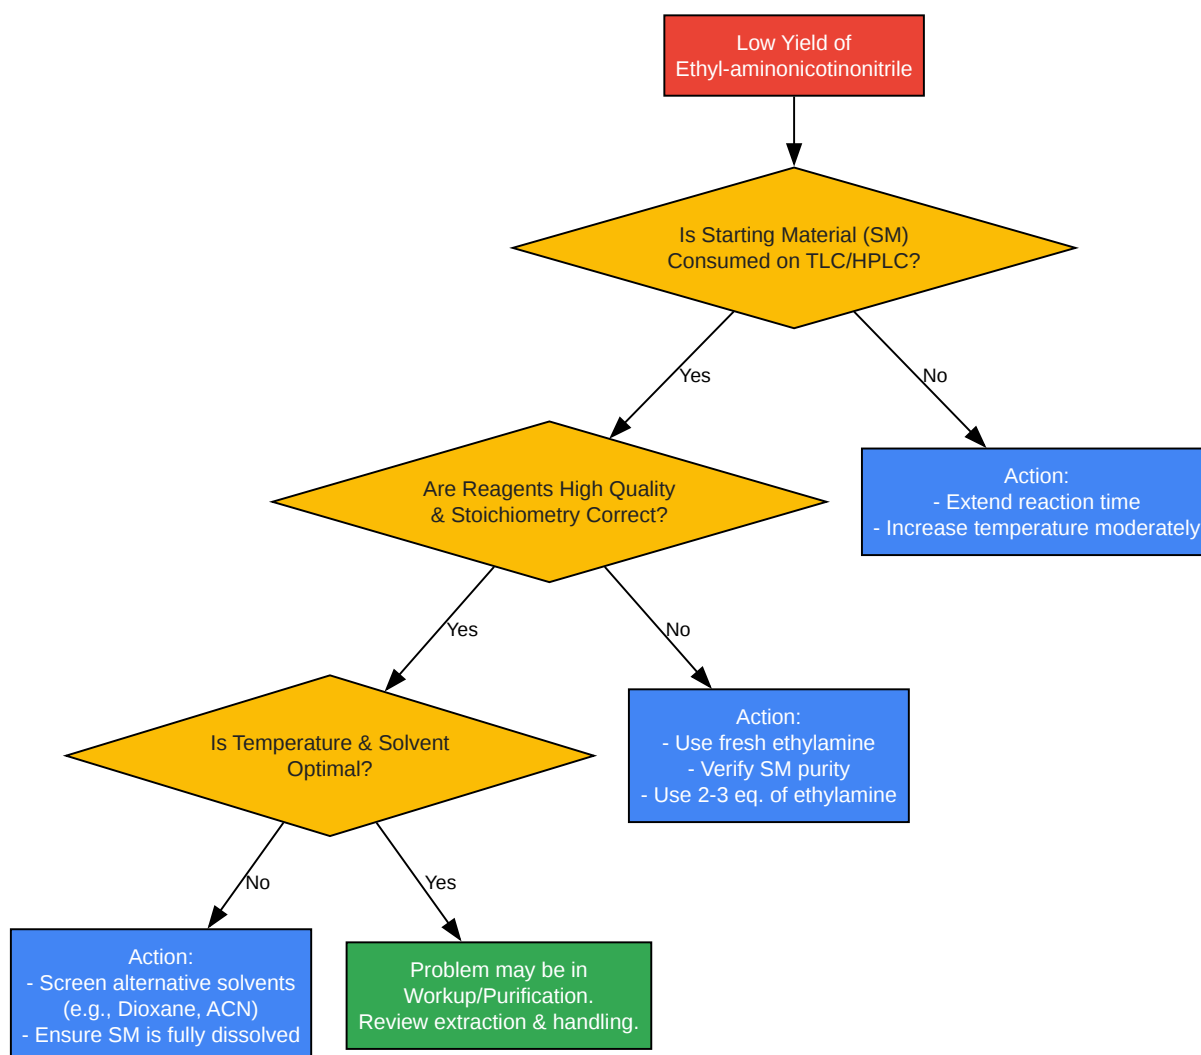 Low Yield of
Ethyl-aminonicotinonitrile
Is Starting Material (SM)
Consumed on TLC/HPLC?
Yes
No
Are Reagents High Quality
& Stoichiometry Correct?
Action:
- Extend reaction time
- Increase temperature moderately
Yes
No
Is Temperature & Solvent
Optimal?
Action:
- Use fresh ethylamine
- Verify SM purity
- Use 2-3 eq. of ethylamine
No
Yes
Action:
- Screen alternative solvents
(e.g., Dioxane, ACN)
- Ensure SM is fully dissolved
Problem may be in
Workup/Purification.
Review extraction & handling.